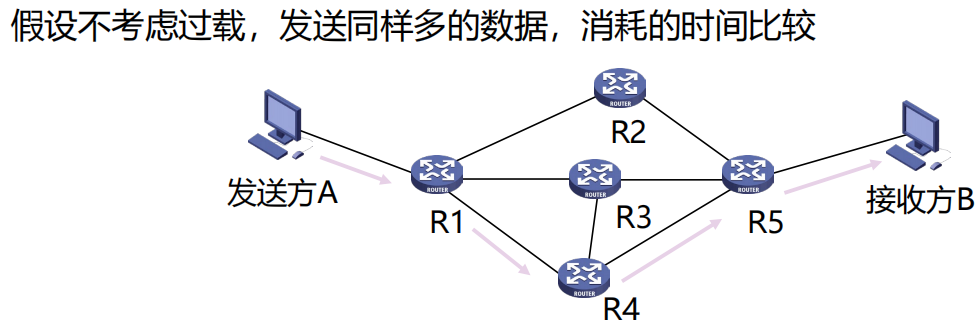 假设不考虑过载，发送同样多的数据，消耗的时间比较
ROUTER
R2
发送方A
ROUTER
R1
ROUTER
R3
ROUTER
R5
接收方B
ROUTER
R4